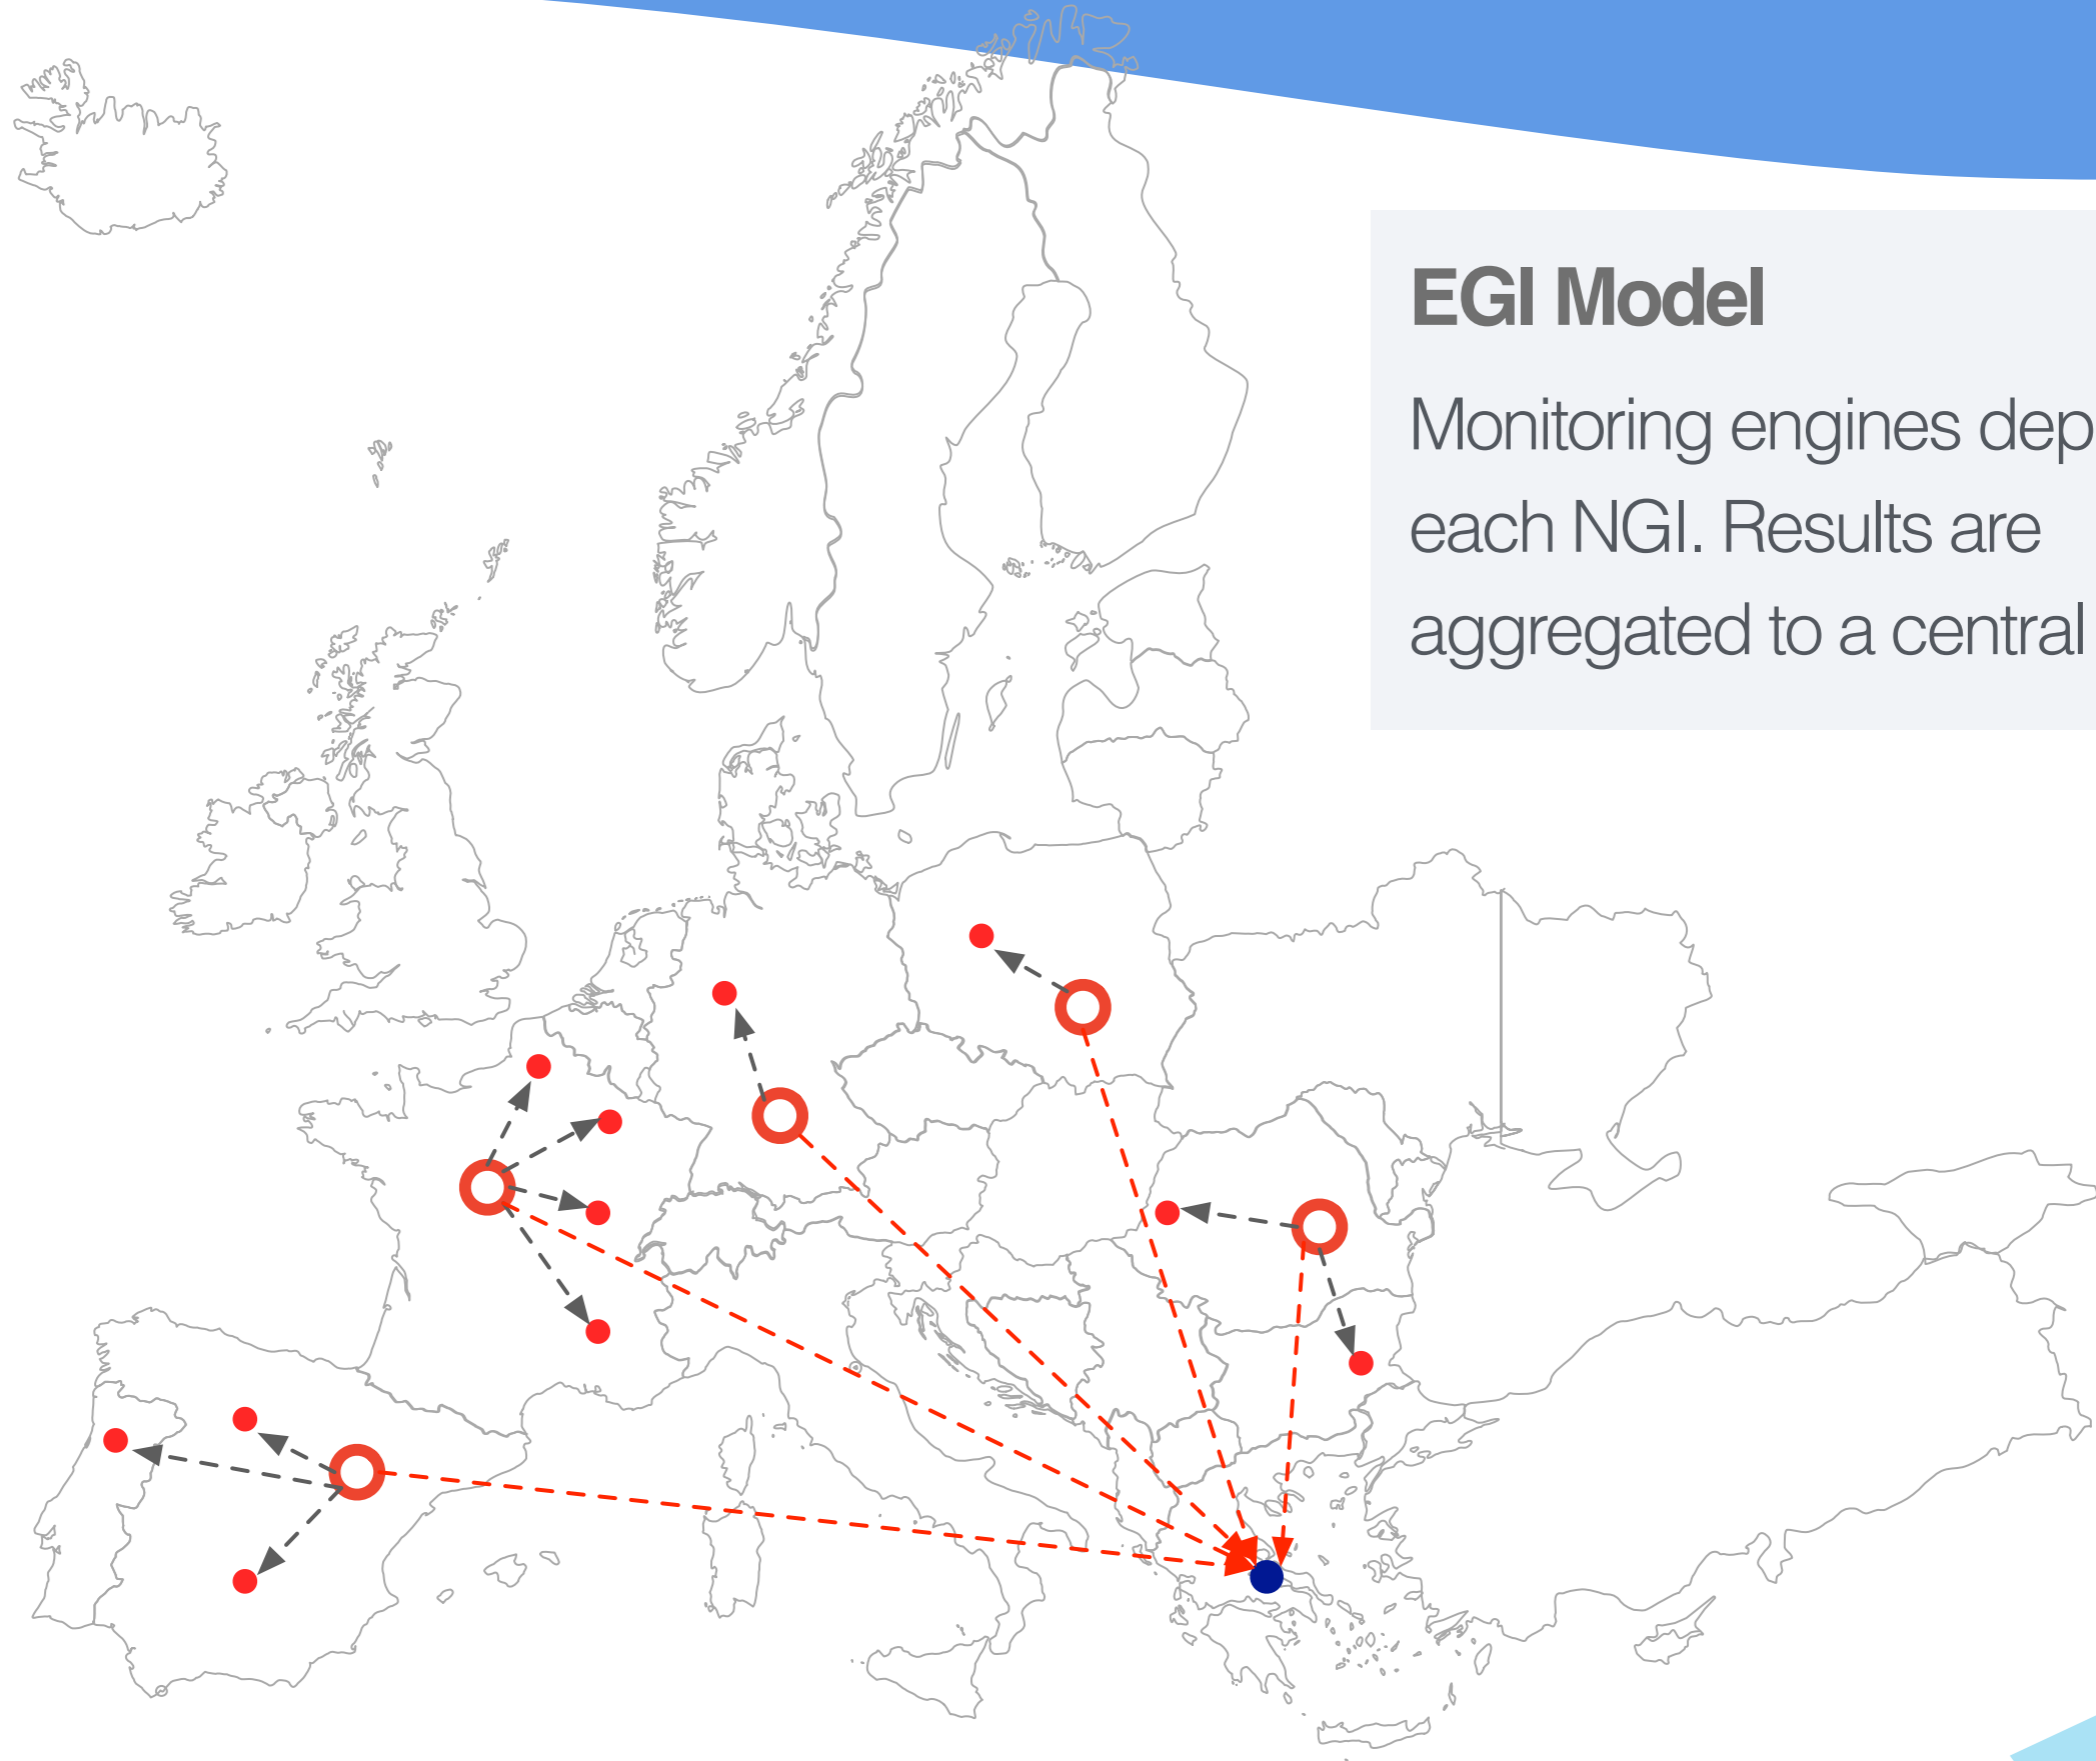 EGI Model
Monitoring engines dep
each NGI. Results are
aggregated to a central